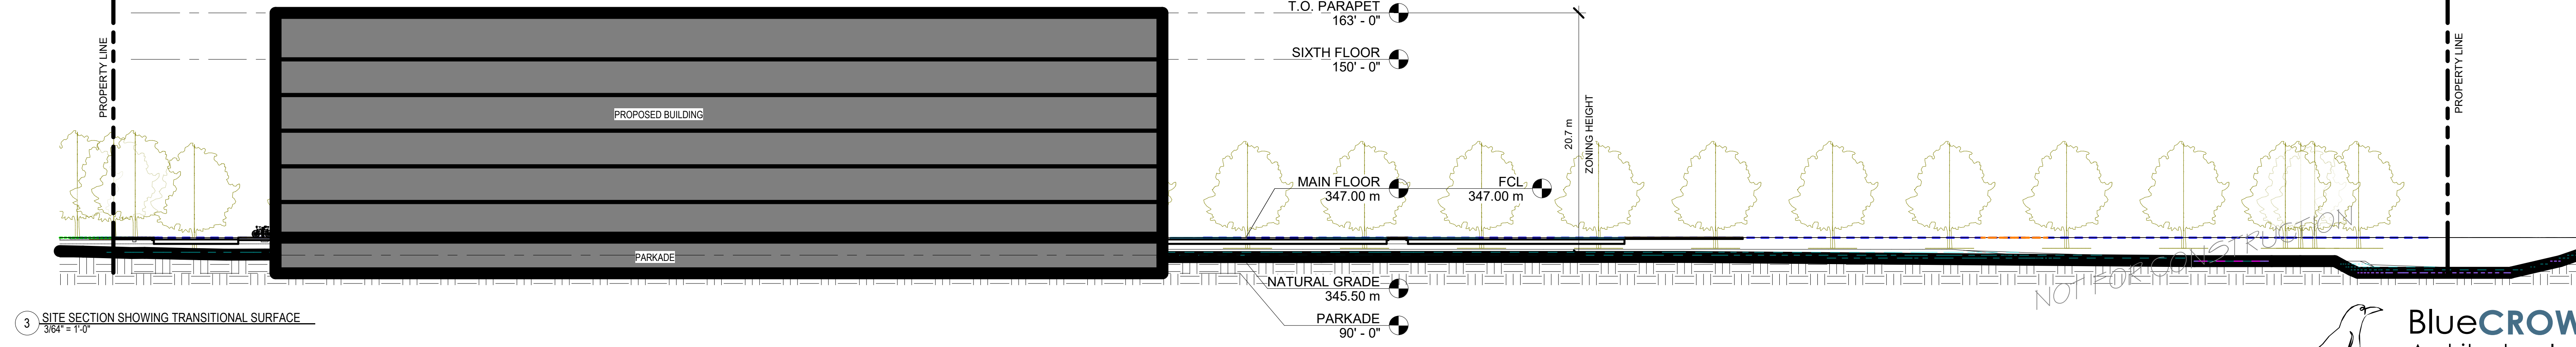 PROPERTY LINE
T.O. PARAPET
163' - 0"
SIXTH FLOOR
150' - 0"
PROPOSED BUILDING
20.7 m
ZONING HEIGHT
PROPERTY LINE
MAIN FLOOR
347.00 m
FCL
347.00 m
PARKADE
NATURAL GRADE
345.50 m
PARKADE
90' - 0"
NOT FOR CONSTRUCTION
3
SITE SECTION SHOWING TRANSITIONAL SURFACE
3/64" = 1'-0"
BlueCROW